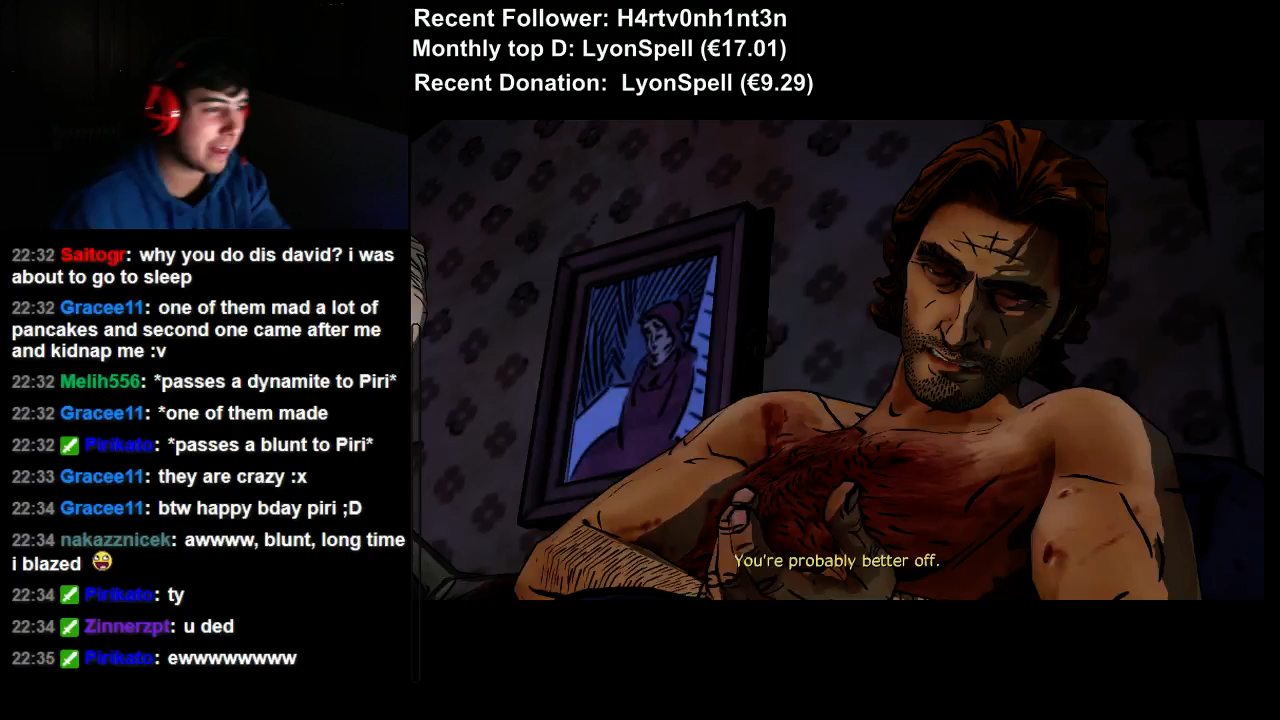 Recent Follower: H4rtv0nh1nt3n
Monthly top D: LyonSpell (€17.01)
Recent Donation: LyonSpell (€9.29)
22:32 Saitogr: why you do dis david? i was
about to go to sleep
22:32 Gracee11: one of them mad a lot of
pancakes and second one came after me
and kidnap me :v
22:32 Melih556: *passes a dynamite to Piri*
22:32 Gracee11: *one of them made
22:32 Pirikato: *passes a blunt to Piri*
22:33 Gracee11: they are crazy :x
22:34 Gracee11: btw happy bday piri ;D
22:34 nakazznicek: awwww, blunt, long time
i blazed
22:34 Pirikato: ty
22:34 Zinnerzpt: u ded
22:35 Pirikato: ewwwwwwww
You're probably better off.